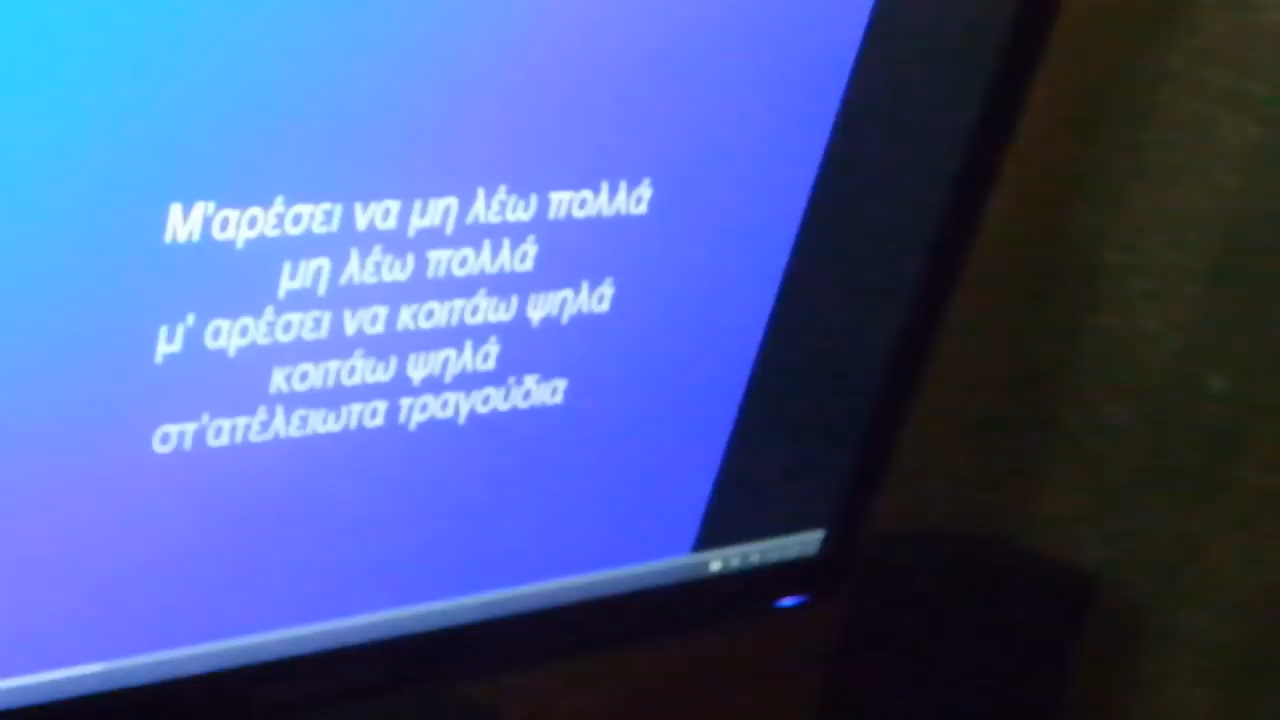 Μ'αρέσει να μη λέω πολλά
μη λέω πολλά
μ' αρέσει να κοιτάω ψηλά
κοιτάω ψηλά
στ'ατέλειωτα τραγούδια